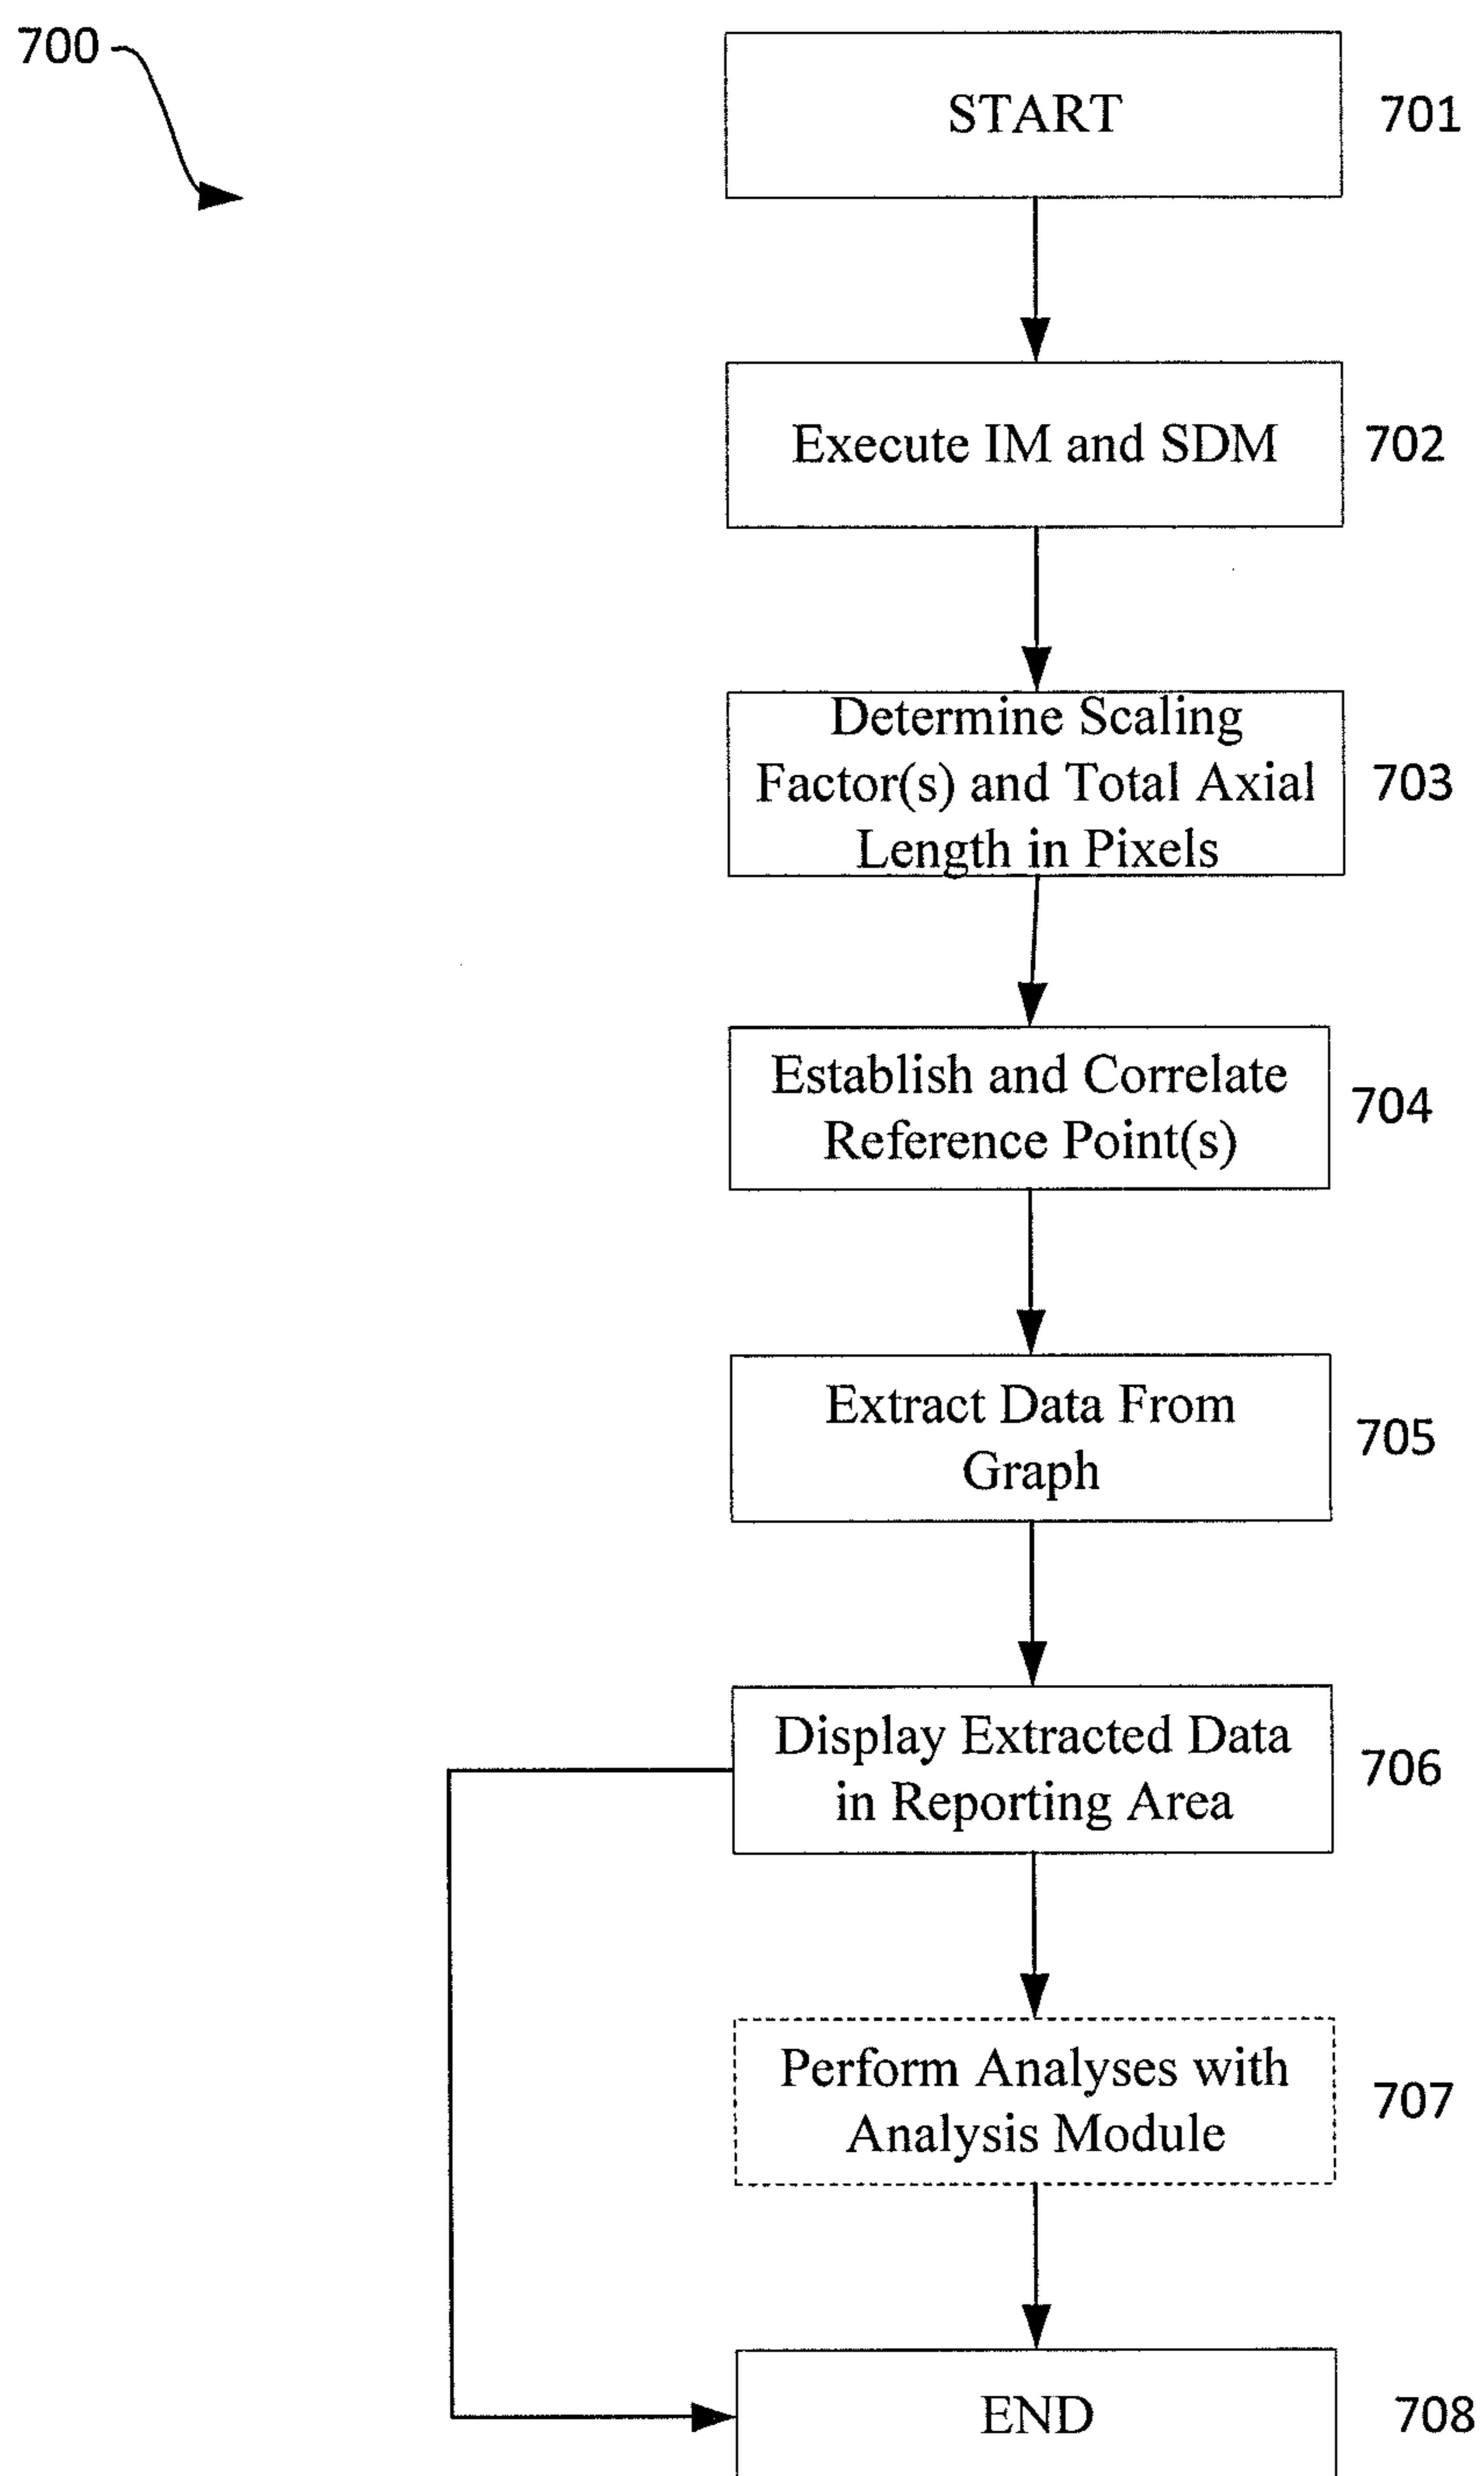 700
START
701
Execute IM and SDM
702
Determine Scaling
Factor(s) and Total Axial
Length in Pixels
703
Establish and Correlate
Reference Point(s)
704
Extract Data From
Graph
705
Display Extracted Data
in Reporting Area
706
Perform Analyses with
Analysis Module
707
END
708